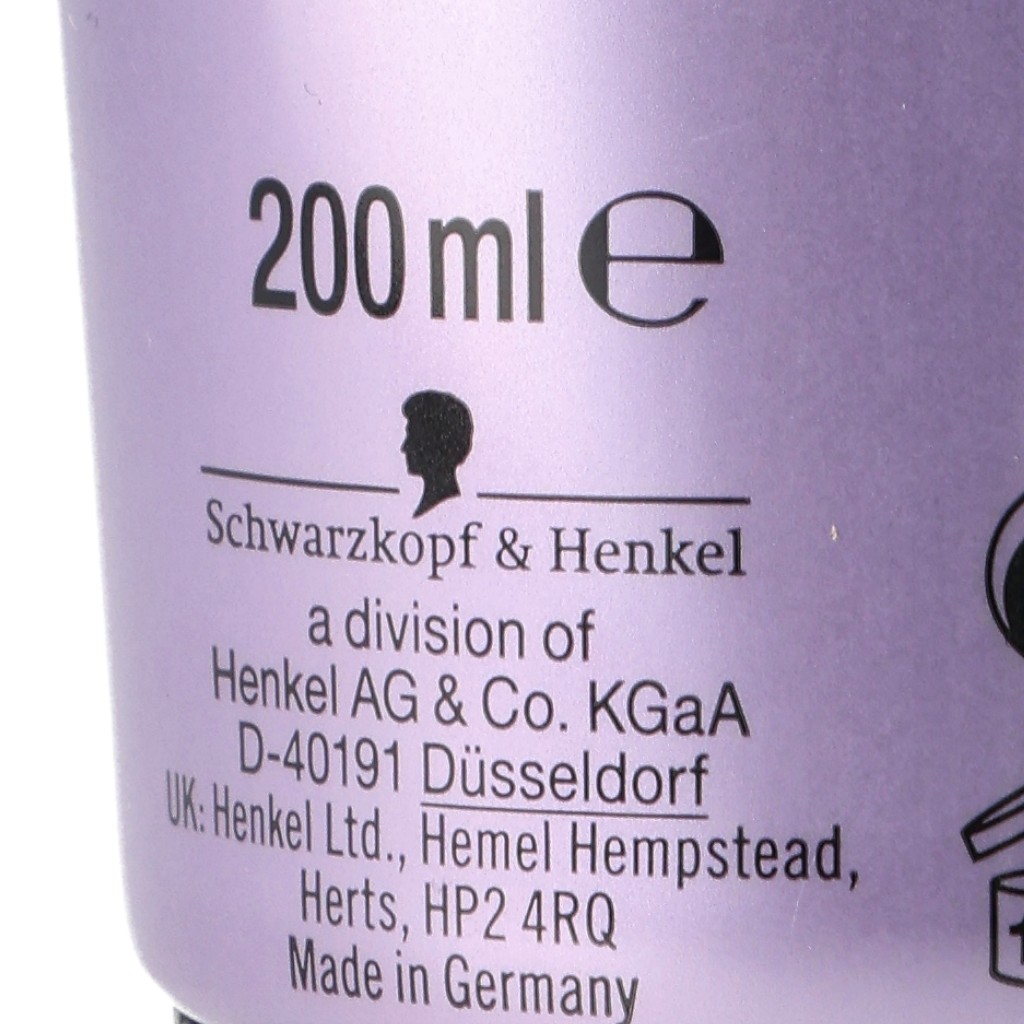 200 ml e
Schwarzkopf & Henkel
a division of
Henkel AG & Co. KGaA
D-40191 Düsseldorf
UK: Henkel Ltd., Hemel Hempstead,
Herts, HP2 4RQ
Made in Germany